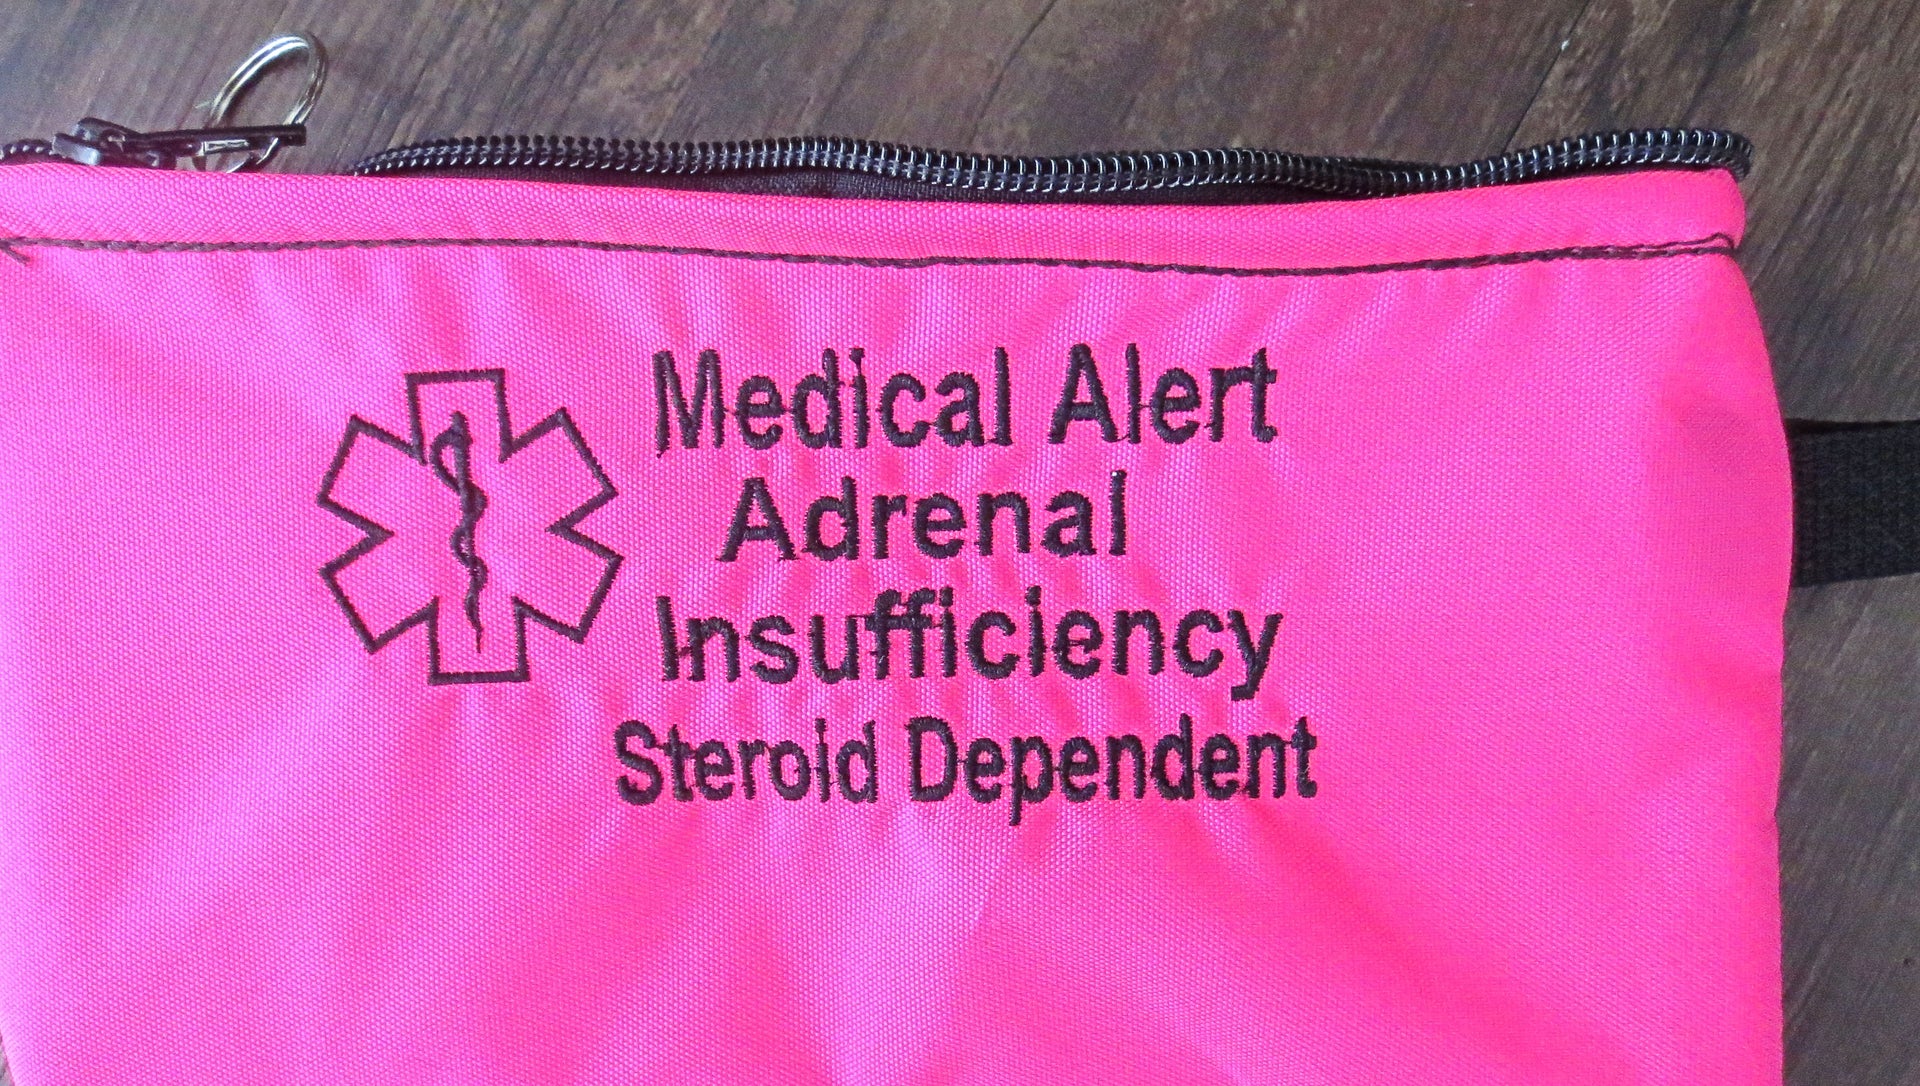 Medical Alert
Adrenal
Insufficiency
Steroid Dependent